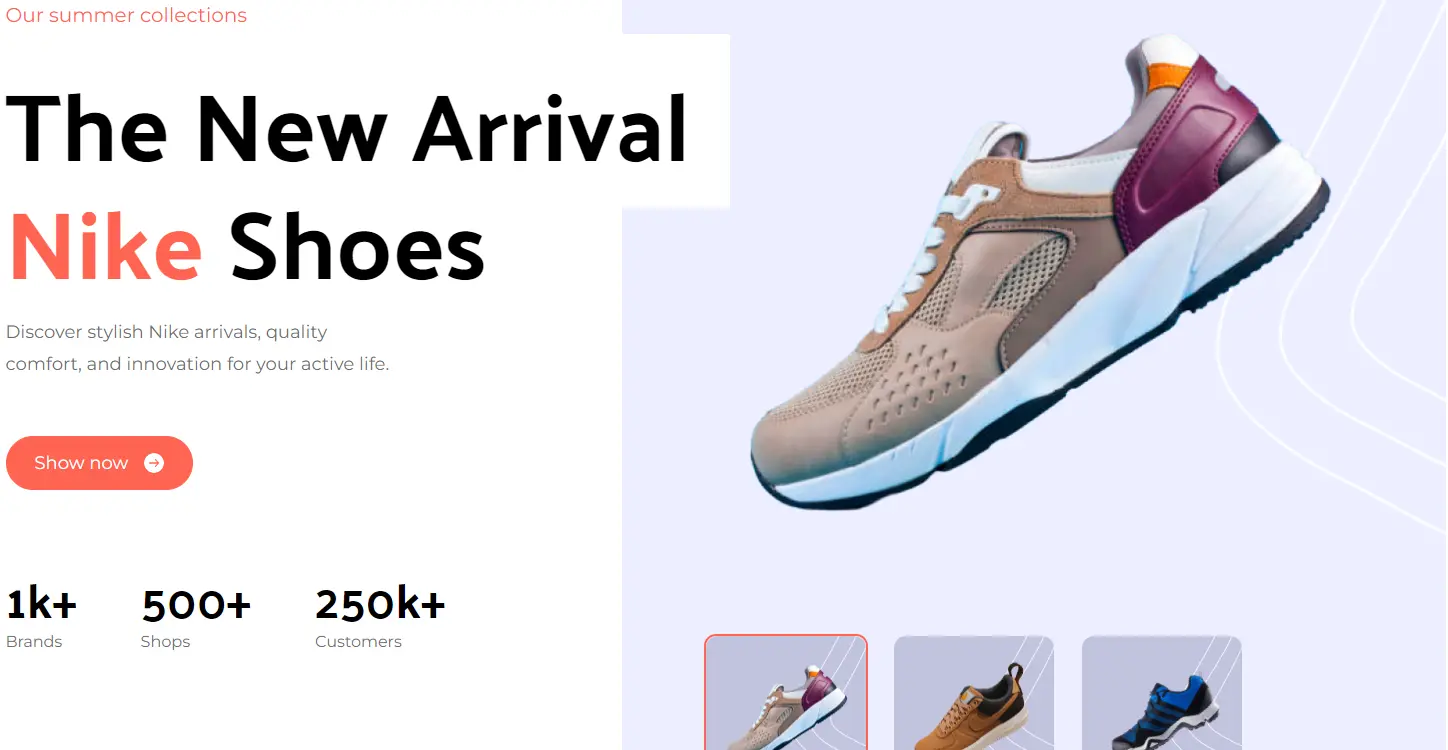 Our summer collections
The New Arrival
Nike Shoes
Discover stylish Nike arrivals, quality
comfort, and innovation for your active life.
Show now
1k+
Brands
500+
Shops
250k+
Customers